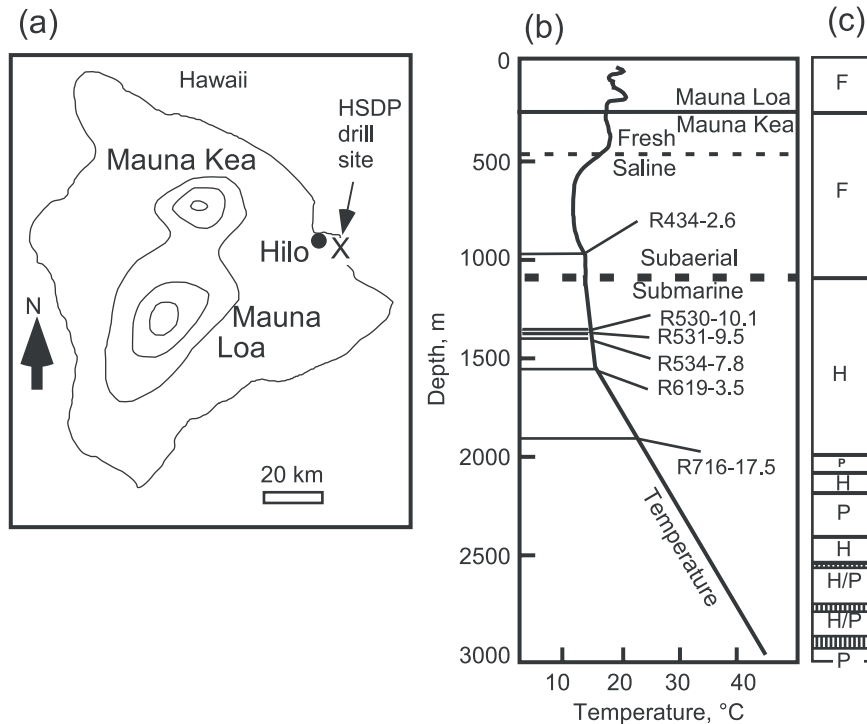 (a)
Hawaii
HSDP
drill
site
Mauna Kea
Hilo
X
N
Mauna
Loa
20 km
(b)
0
500
1000
1500
2000
2500
3000
Depth, m
Mauna Loa
Mauna Kea
Fresh
Saline
R434-2.6
Subaerial
Submarine
R530-10.1
R531-9.5
R534-7.8
R619-3.5
R716-17.5
Temperature
10 20 30 40
Temperature, °C
(c)
F
F
H
P
H
P
H
H/P
H/P
P